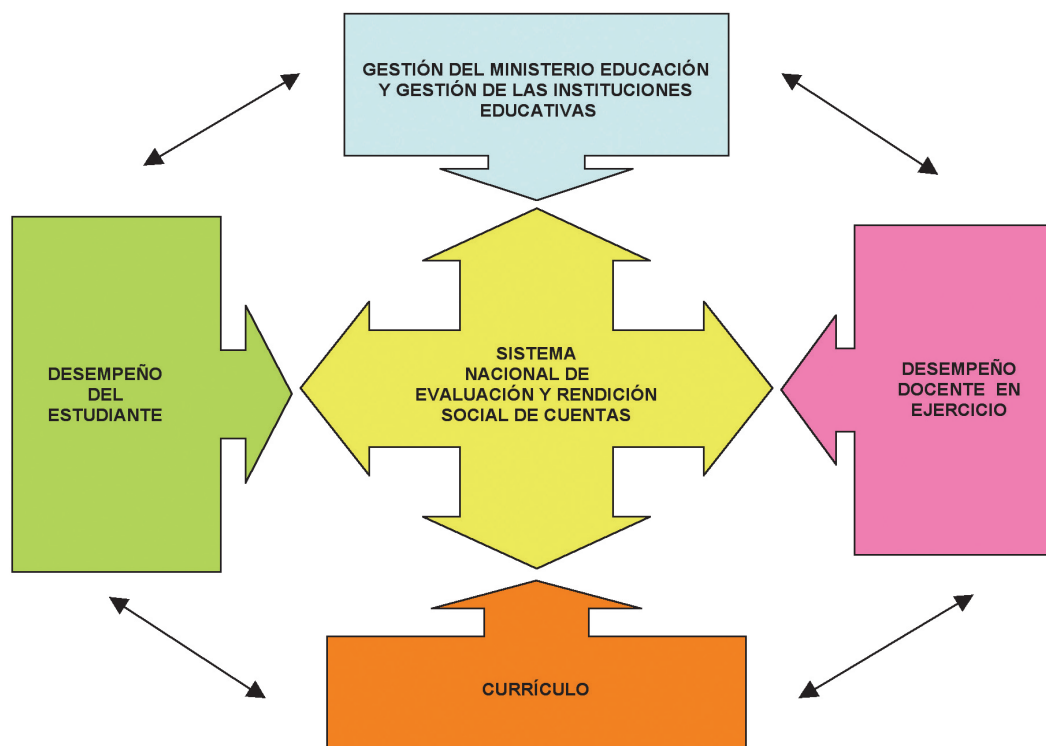 GESTIÓN DEL MINISTERIO EDUCACIÓN
Y GESTIÓN DE LAS INSTITUCIONES
EDUCATIVAS
DESEMPEÑO
DEL
ESTUDIANTE
SISTEMA
NACIONAL DE
EVALUACIÓN Y RENDICIÓN
SOCIAL DE CUENTAS
DESEMPEÑO
DOCENTE EN
EJERCICIO
CURRÍCULO